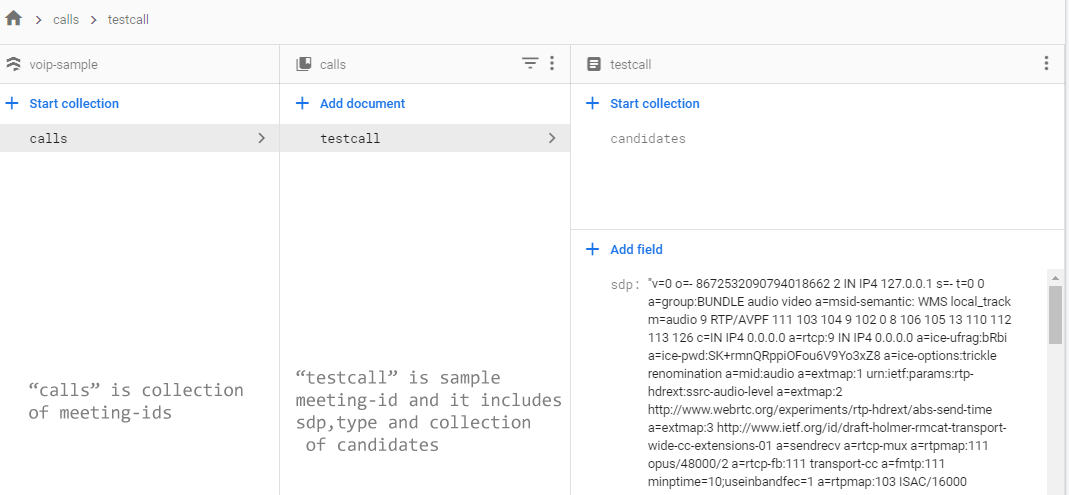 calls testcall
voip-sample
Start collection
calls
“calls” is collection
of meeting-ids
calls
Add document
testcall
“testcall” is sample
meeting-id and it includes
sdp,type and collection
of candidates
testcall
Start collection
candidates
Add field
sdp: "v=0 o=- 8672532090794018662 2 IN IP4 127.0.0.1 s=- t=0 0
a=group:BUNDLE audio video a=msid-semantic: WMS local_track
m=audio 9 RTP/AVPF 111 103 104 9 102 0 8 106 105 13 110 112
113 126 c=IN IP4 0.0.0.0 a=rtcp:9 IN IP4 0.0.0.0 a=ice-ufrag:bRbi
a=ice-pwd:SK+rmnQRppiOFou6V9Yo3xZ8 a=ice-options:trickle
renomination a=mid:audio a=extmap:1 urn:ietf:params:rtp-
hdrext:ssrc-audio-level a=extmap:2
http://www.webrtc.org/experiments/rtp-hdrext/abs-send-time
a=extmap:3 http://www.ietf.org/id/draft-holmer-rmcat-transport-
wide-cc-extensions-01 a=sendrecv a=rtcp-mux a=rtpmap:111
opus/48000/2 a=rtcp-fb:111 transport-cc a=fmtp:111
minptime=10;useinbandfec=1 a=rtpmap:103 ISAC/16000